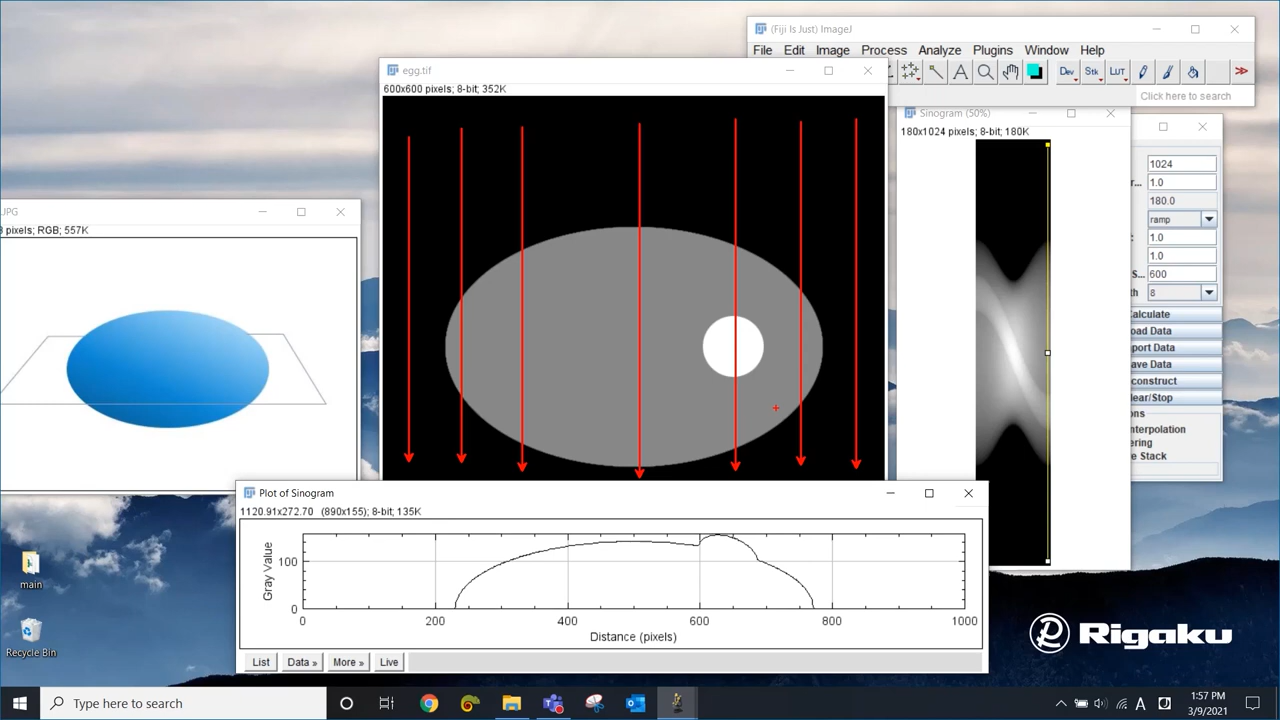 (Fiji Is Just) ImageJ
File Edit Image Process Analyze Plugins Window Help
Dev Stk LUT >>
Click here to search
egg.tif
600x600 pixels; 8-bit; 352K
Sinogram (50%)
180x1024 pixels; 8-bit; 180K
1024
r... 1.0
180.0
ramp
: 1.0
1.0
S... 600
th 8
alculate
oad Data
port Data
ave Data
construct
lear/Stop
ons
nterpolation
ering
e Stack
.JPG
8 pixels; RGB; 557K
Plot of Sinogram
1120.91x272.70 (890x155); 8-bit; 135K
Gray Value
100
0
0 200 400 600 800 1000
Distance (pixels)
List Data » More » Live
main
Recycle Bin
Rigaku
Type here to search
A
1:57 PM
3/9/2021